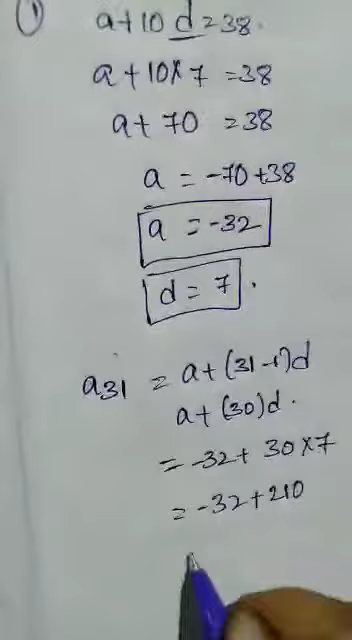 ① a+10d=38.
a+10×7=38
a+70=38
a=-70+38
a=-32
d=7.
a31=a+(31-1)d
a+(30)d.
=-32+30×7
=-32+210